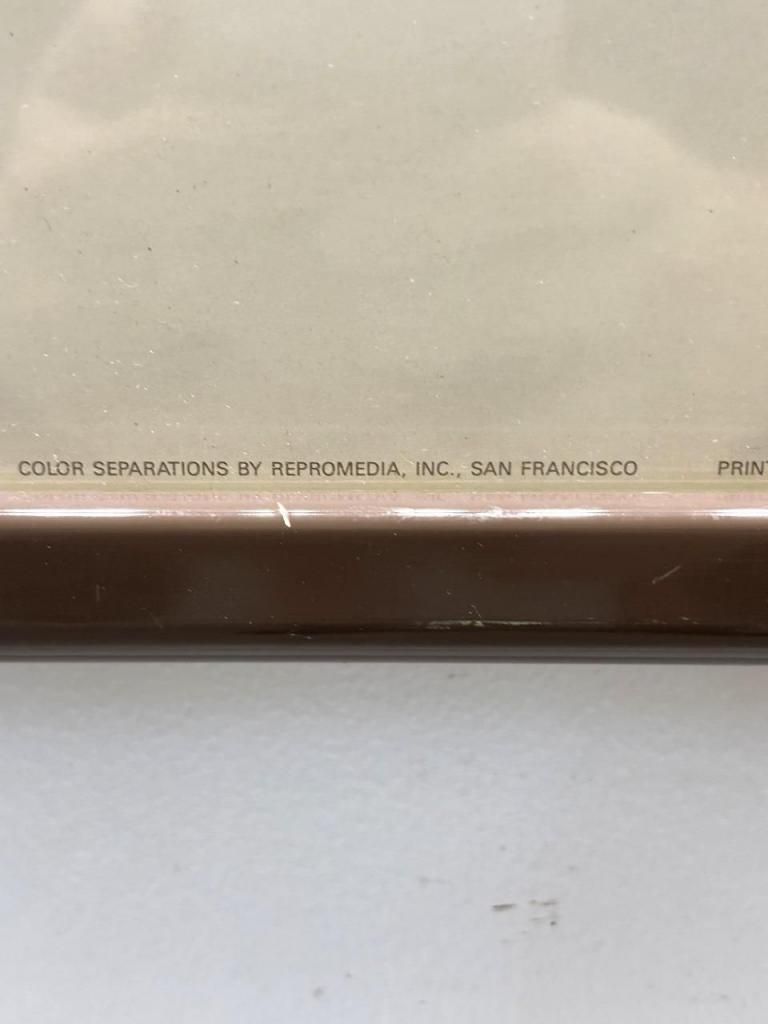 COLOR SEPARATIONS BY REPROMEDIA, INC., SAN FRANCISCO